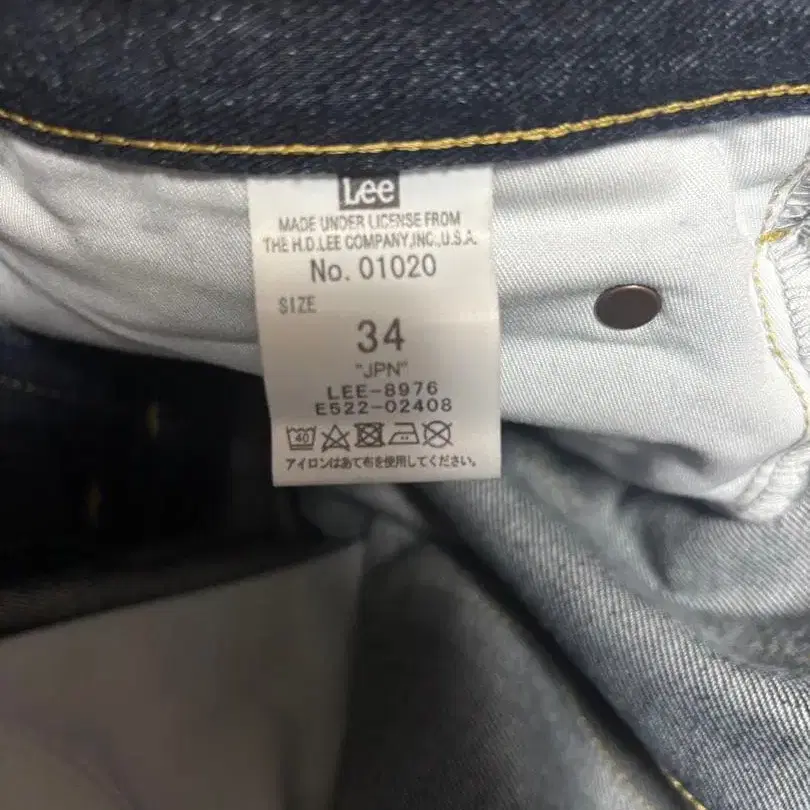 Lee
MADE UNDER LICENSE FROM
THE H.D.LEE COMPANY,INC.,U.S.A.
No. 01020
SIZE
34
"JPN"
LEE-8976
E522-02408
40
アイロンはあて布を使用してください。